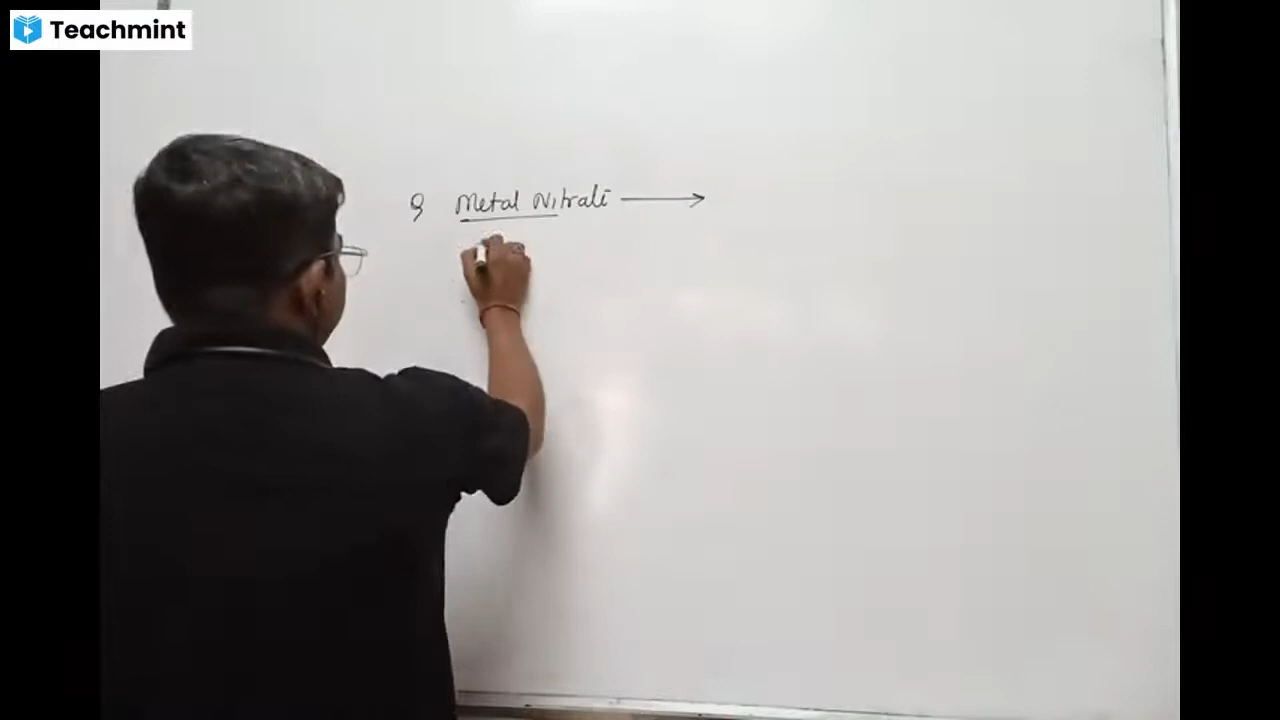 Teachmint
9 Metal Nitrate →